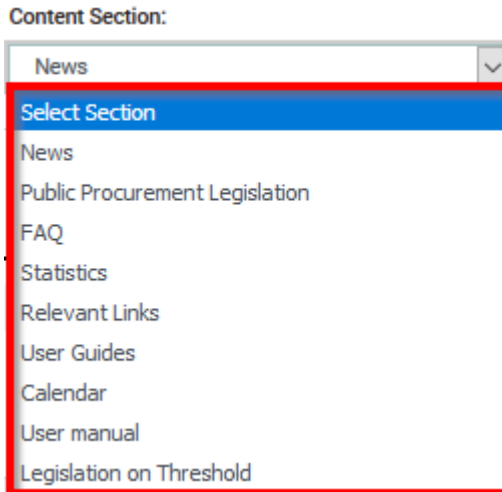 Content Section:
News
Select Section
News
Public Procurement Legislation
FAQ
Statistics
Relevant Links
User Guides
Calendar
User manual
Legislation on Threshold